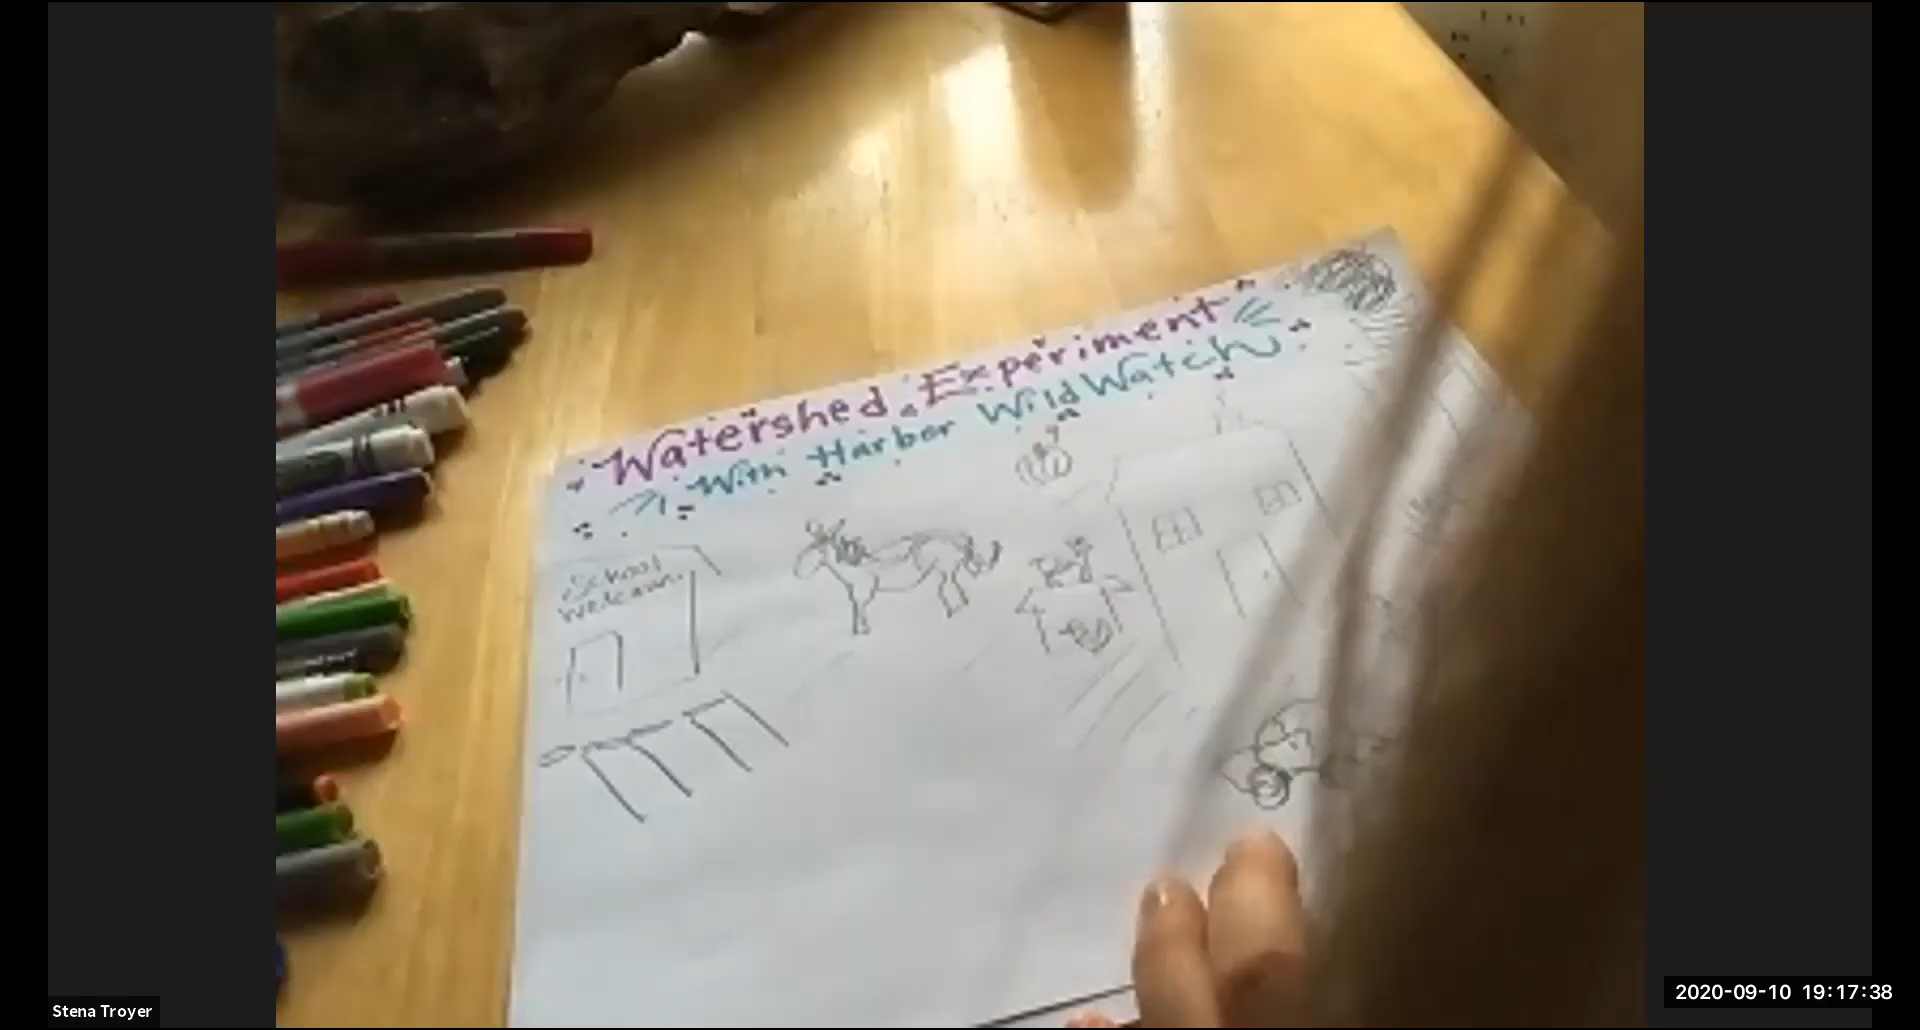 Watershed Experiment
With Harbor WildWatch
School
Welcome
Stena Troyer
2020-09-10 19:17:38